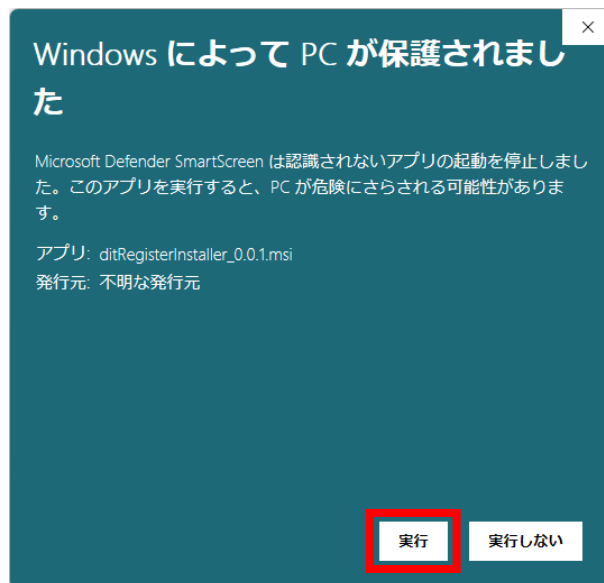 Windows によって PC が保護されまし
た
Microsoft Defender SmartScreen は認識されないアプリの起動を停止しまし
た。このアプリを実行すると、PC が危険にさらされる可能性がありま
す。
アプリ: ditRegisterInstaller_0.0.1.msi
発行元: 不明な発行元
実行 実行しない